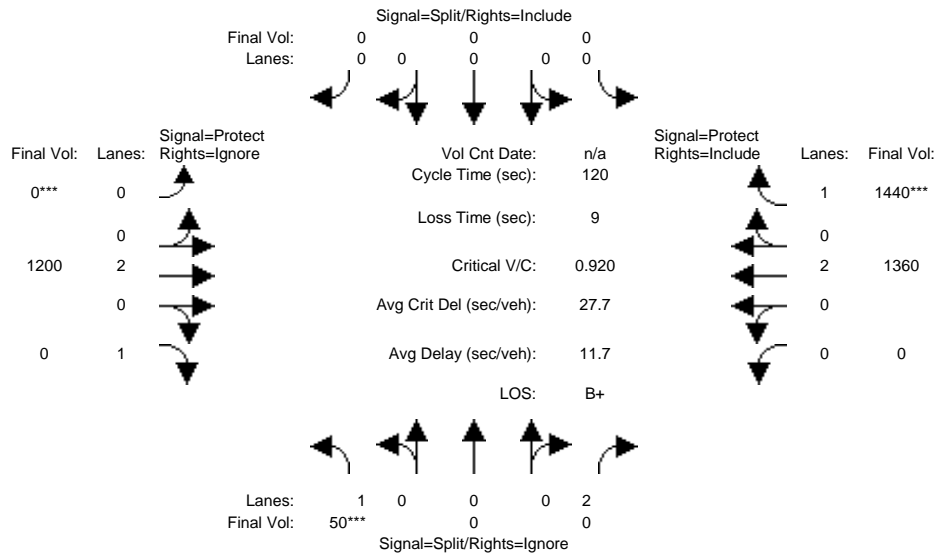 Signal=Split/Rights=Include
Final Vol: 0 0 0
Lanes: 0 0 0 0 0
Signal=Protect Signal=Protect
Final Vol: Lanes: Rights=Ignore Vol Cnt Date: n/a Rights=Include Lanes: Final Vol:
Cycle Time (sec): 120
0*** 0 1 1440***
Loss Time (sec): 9
0 0
1200 2 Critical V/C: 0.920 2 1360
0 Avg Crit Del (sec/veh): 27.7 0
0 1 Avg Delay (sec/veh): 11.7 0 0
LOS: B+
Lanes: 1 0 0 0 2
Final Vol: 50*** 0 0
Signal=Split/Rights=Ignore